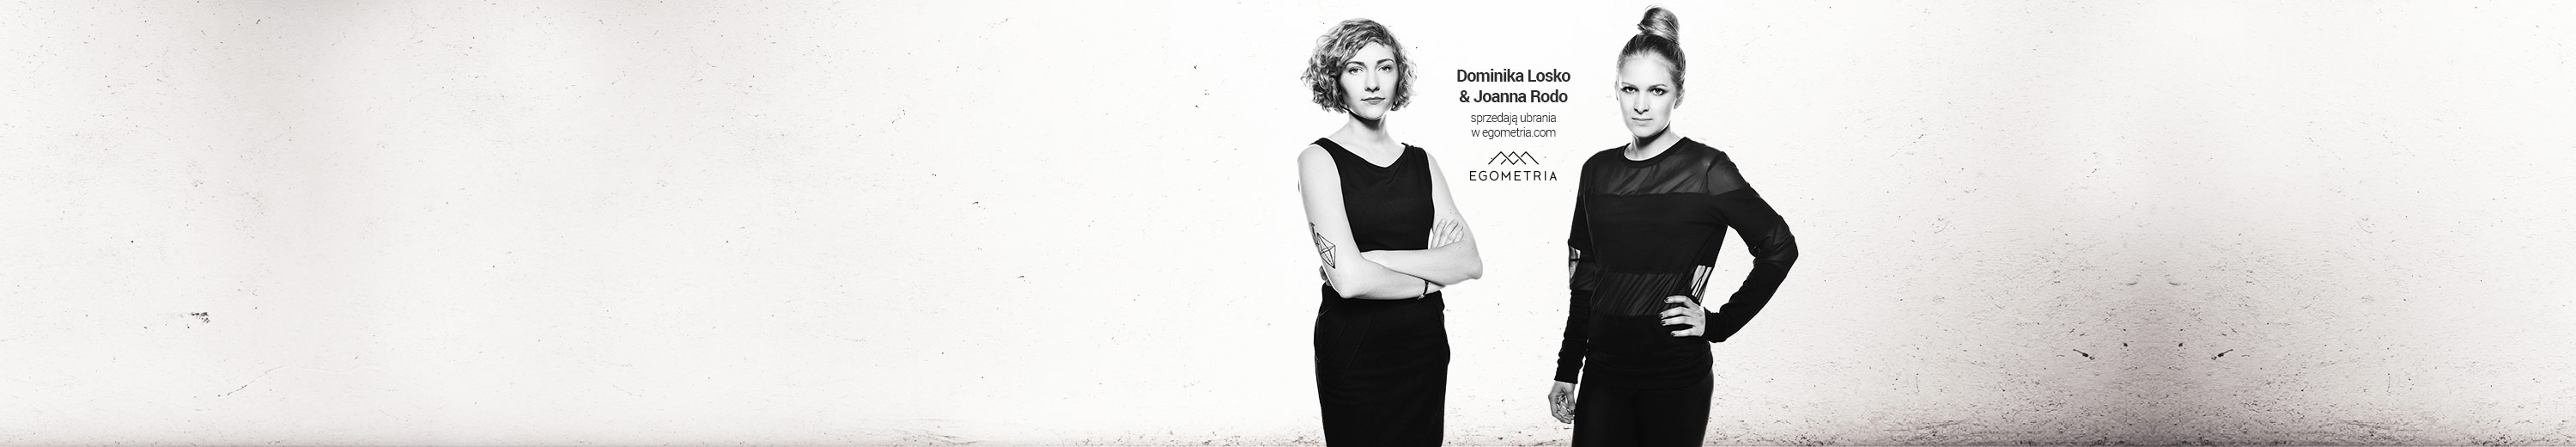 Dominika Losko
& Joanna Rodo
sprzedają ubrania
w egometria.com
EGOMETRIA